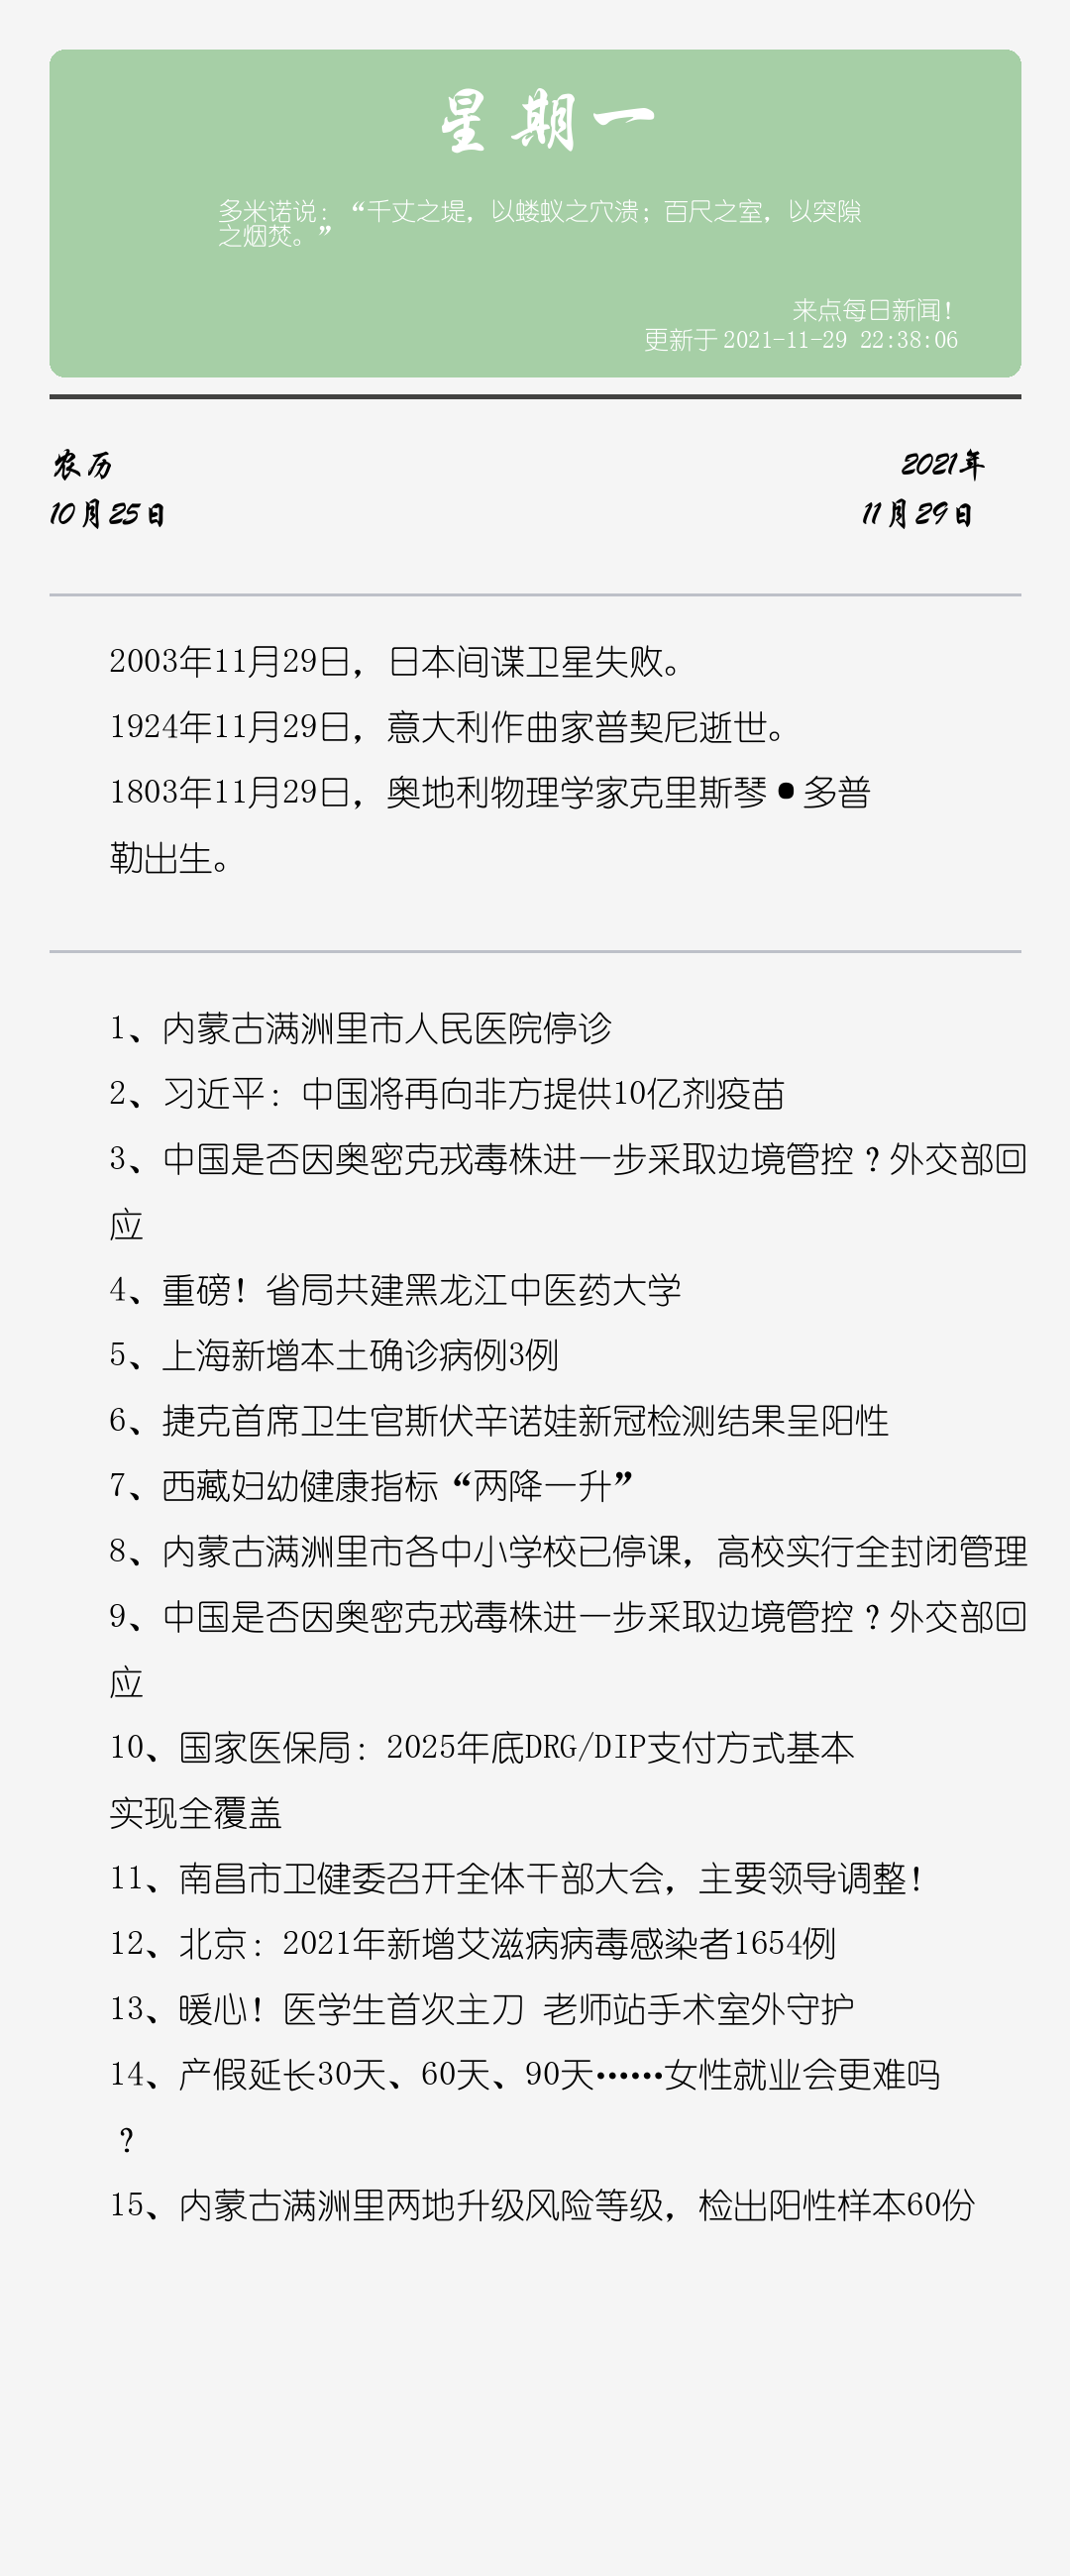 星期一
多米诺说：“千丈之堤，以蝼蚁之穴溃；百尺之室，以突隙
之烟焚。”
来点每日新闻！
更新于 2021-11-29 22:38:06
农历
10月25日
2021年
11月29日
2003年11月29日，日本间谍卫星失败。
1924年11月29日，意大利作曲家普契尼逝世。
1803年11月29日，奥地利物理学家克里斯琴•多普
勒出生。
1、内蒙古满洲里市人民医院停诊
2、习近平：中国将再向非方提供10亿剂疫苗
3、中国是否因奥密克戎毒株进一步采取边境管控？外交部回
应
4、重磅！省局共建黑龙江中医药大学
5、上海新增本土确诊病例3例
6、捷克首席卫生官斯伏辛诺娃新冠检测结果呈阳性
7、西藏妇幼健康指标“两降一升”
8、内蒙古满洲里市各中小学校已停课，高校实行全封闭管理
9、中国是否因奥密克戎毒株进一步采取边境管控？外交部回
应
10、国家医保局：2025年底DRG/DIP支付方式基本
实现全覆盖
11、南昌市卫健委召开全体干部大会，主要领导调整！
12、北京：2021年新增艾滋病病毒感染者1654例
13、暖心！医学生首次主刀 老师站手术室外守护
14、产假延长30天、60天、90天……女性就业会更难吗
？
15、内蒙古满洲里两地升级风险等级，检出阳性样本60份